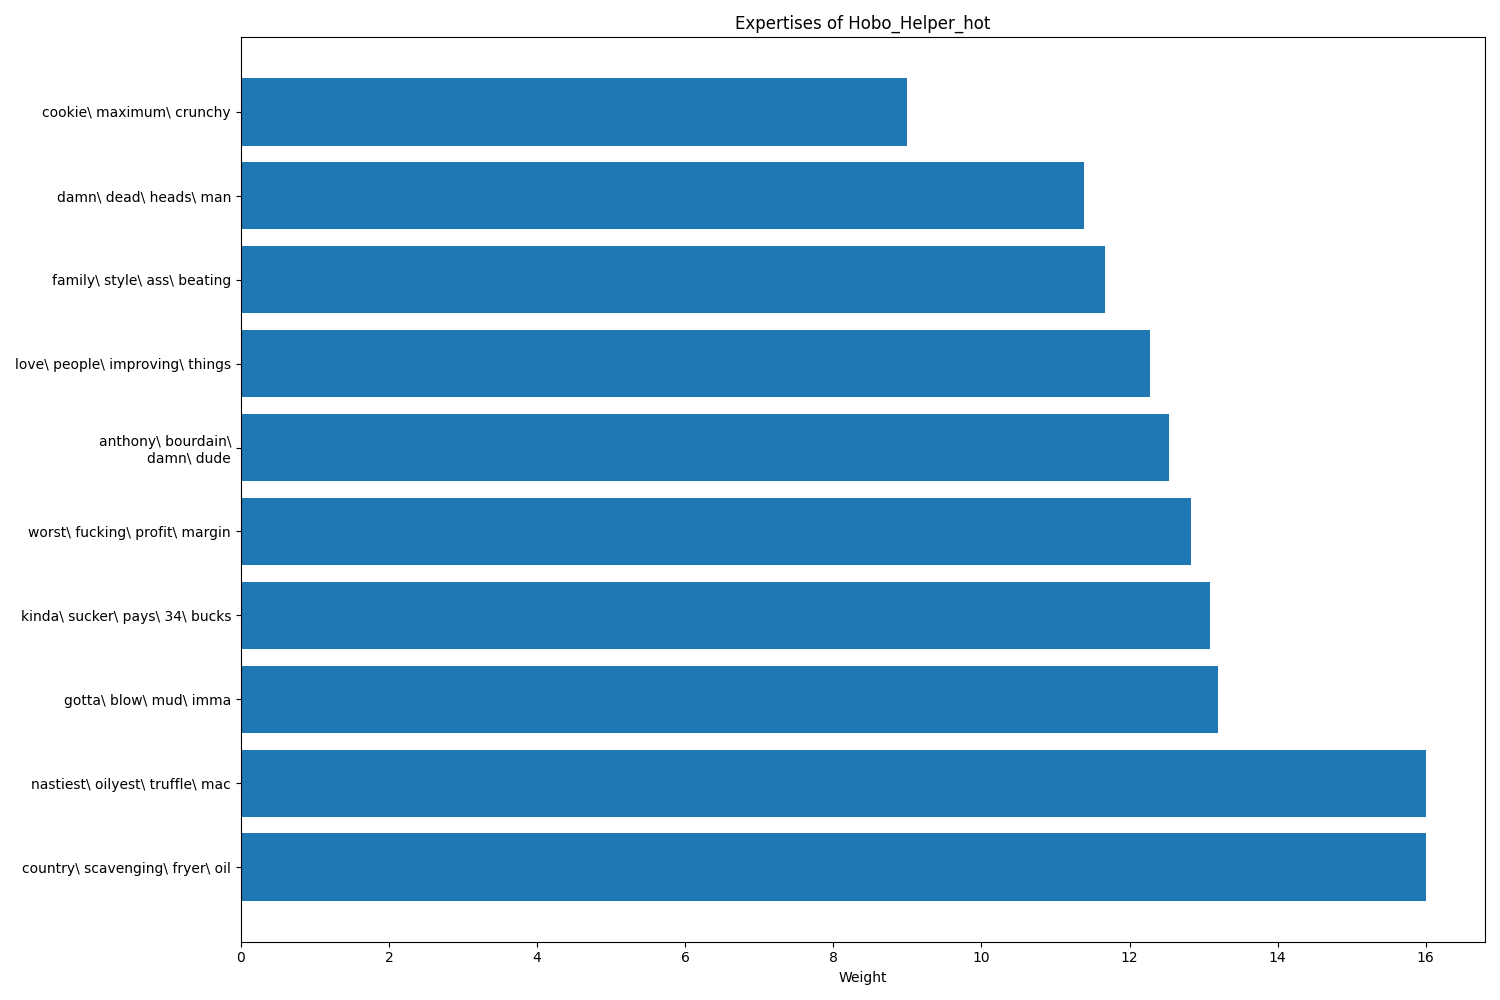 Expertises of Hobo_Helper_hot
cookie\ maximum\ crunchy
damn\ dead\ heads\ man
family\ style\ ass\ beating
love\ people\ improving\ things
anthony\ bourdain\
damn\ dude
worst\ fucking\ profit\ margin
kinda\ sucker\ pays\ 34\ bucks
gotta\ blow\ mud\ imma
nastiest\ oilyest\ truffle\ mac
country\ scavenging\ fryer\ oil
0 2 4 6 8 10 12 14 16
Weight